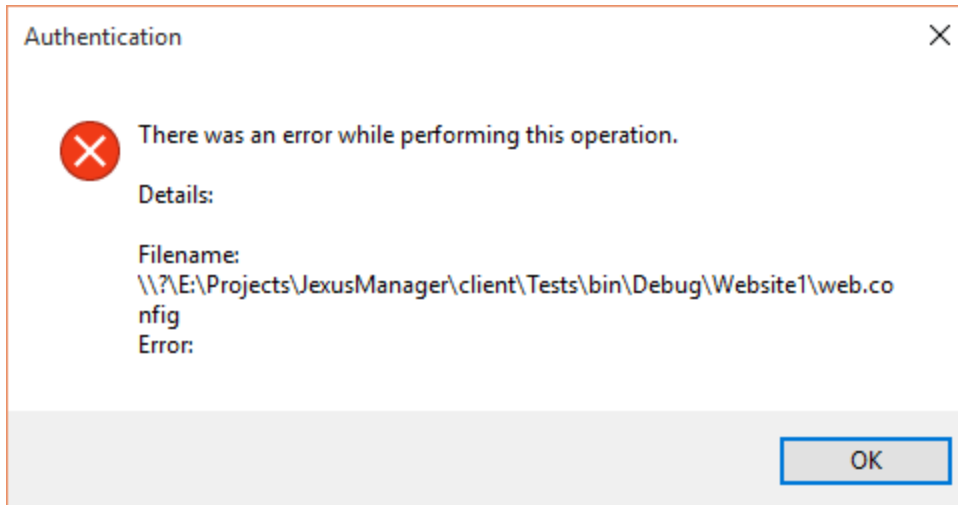 Authentication
There was an error while performing this operation.
Details:
Filename:
\\?\E:\Projects\JexusManager\client\Tests\bin\Debug\Website1\web.co
nfig
Error:
OK